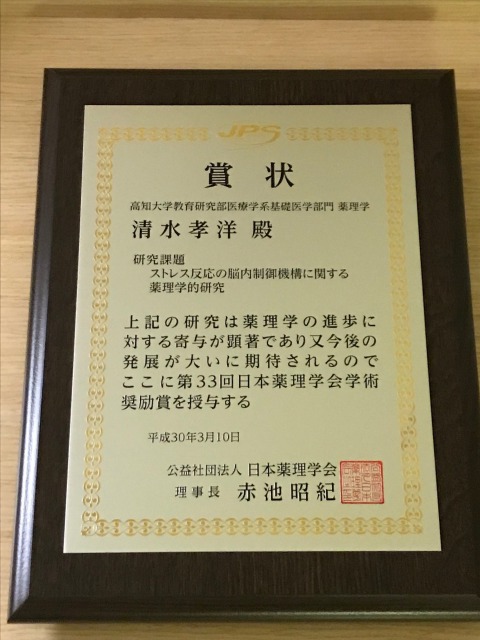 JPS
賞状
高知大学教育研究部医療学系基礎医学部門 薬理学
清水孝洋 殿
研究課題
ストレス反応の脳内制御機構に関する
薬理学的研究
上記の研究は薬理学の進歩に
対する寄与が顕著であり又今後の
発展が大いに期待されるので
ここに第33回日本薬理学会学術
奨励賞を授与する
平成30年3月10日
公益社団法人 日本薬理学会
理事長 赤池昭紀